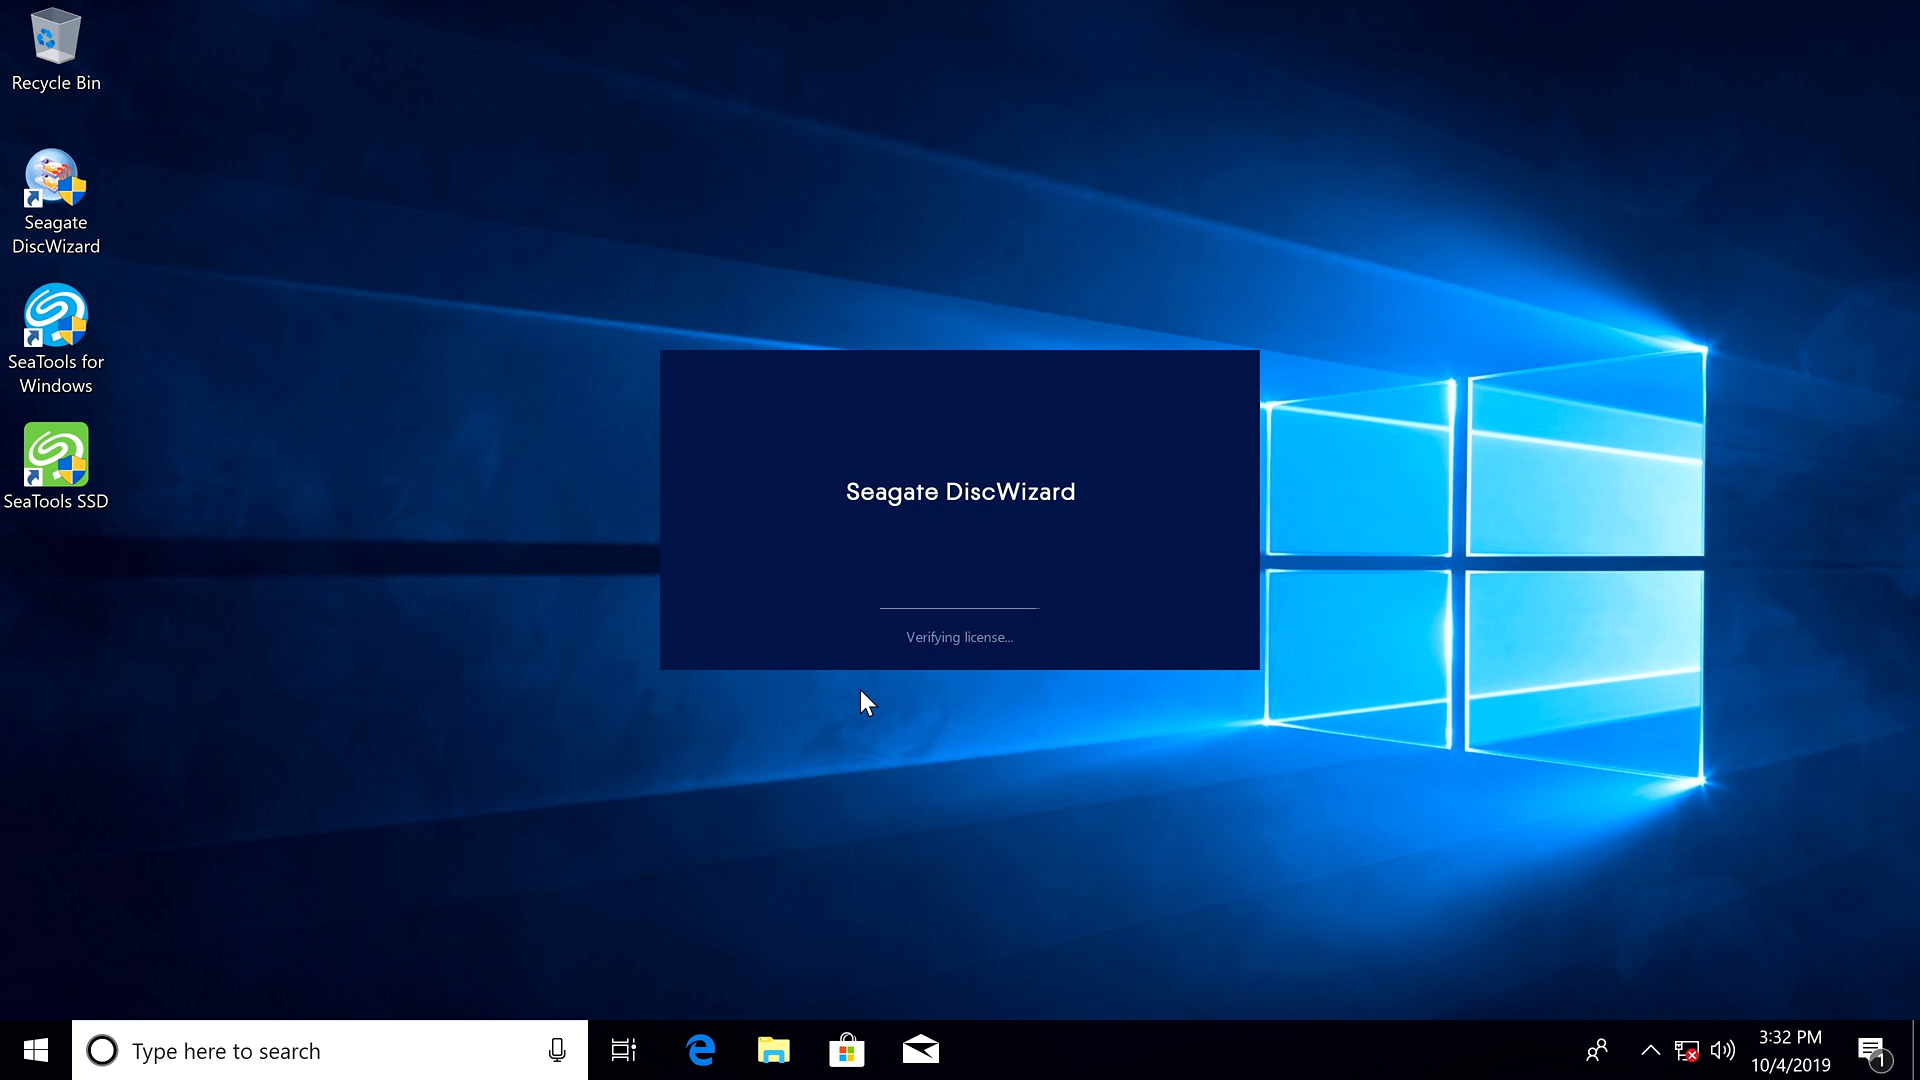 Recycle Bin
Seagate
DiscWizard
SeaTools for
Windows
SeaTools SSD
Seagate DiscWizard
Verifying license...
Type here to search
3:32 PM
10/4/2019
1